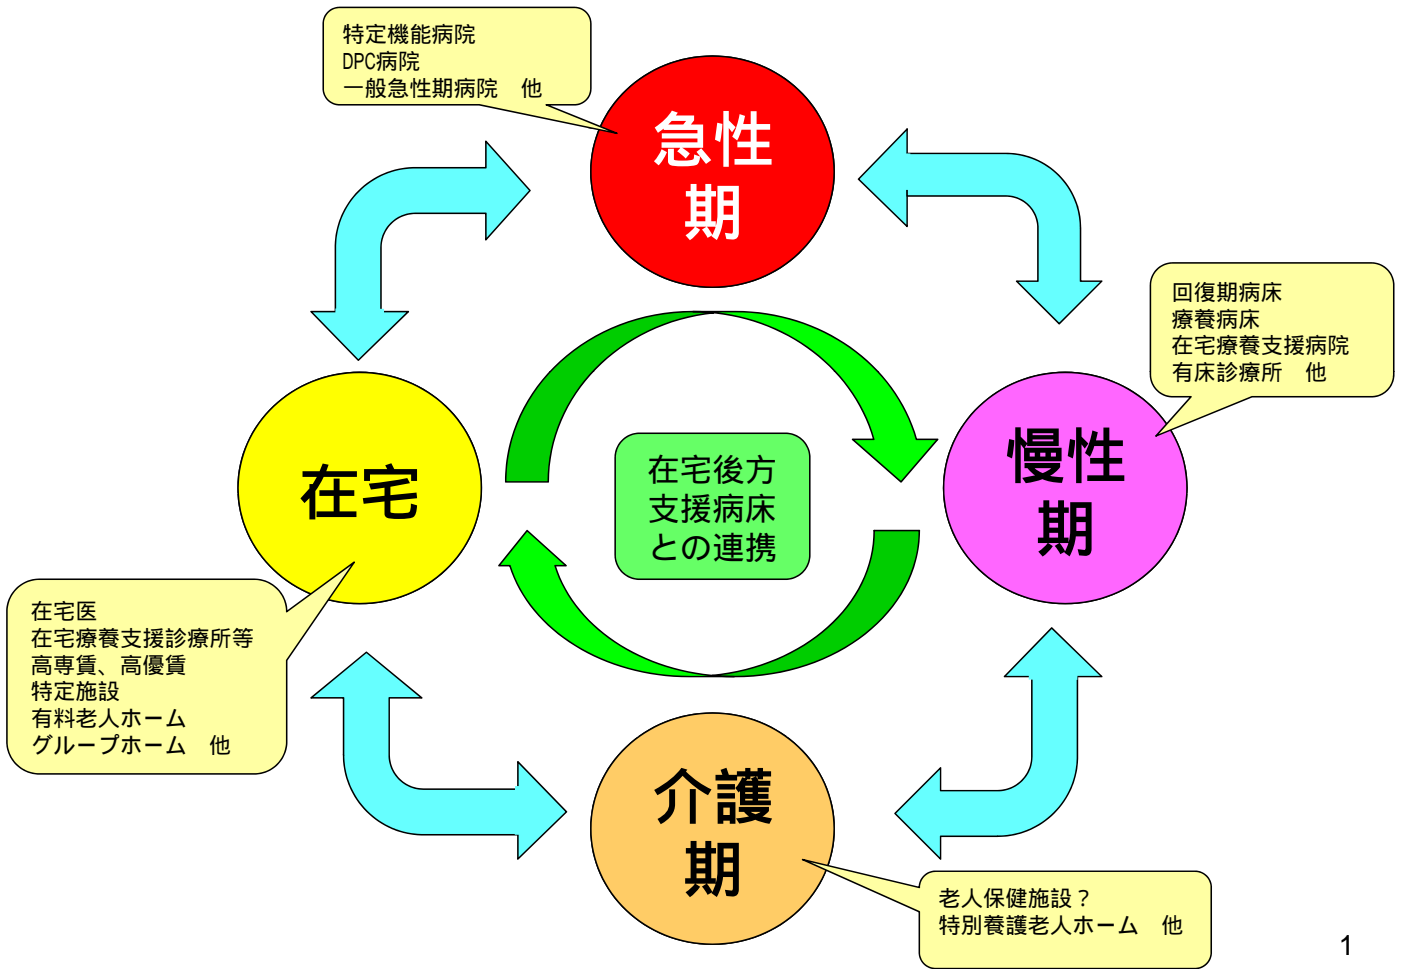 特定機能病院
DPC病院
一般急性期病院　他
急性
期
回復期病床
療養病床
在宅療養支援病院
有床診療所　他
慢性
期
在宅後方
支援病床
との連携
在宅
在宅医
在宅療養支援診療所等
高専賃、高優賃
特定施設
有料老人ホーム
グループホーム　他
介護
期
老人保健施設？
特別養護老人ホーム　他
1